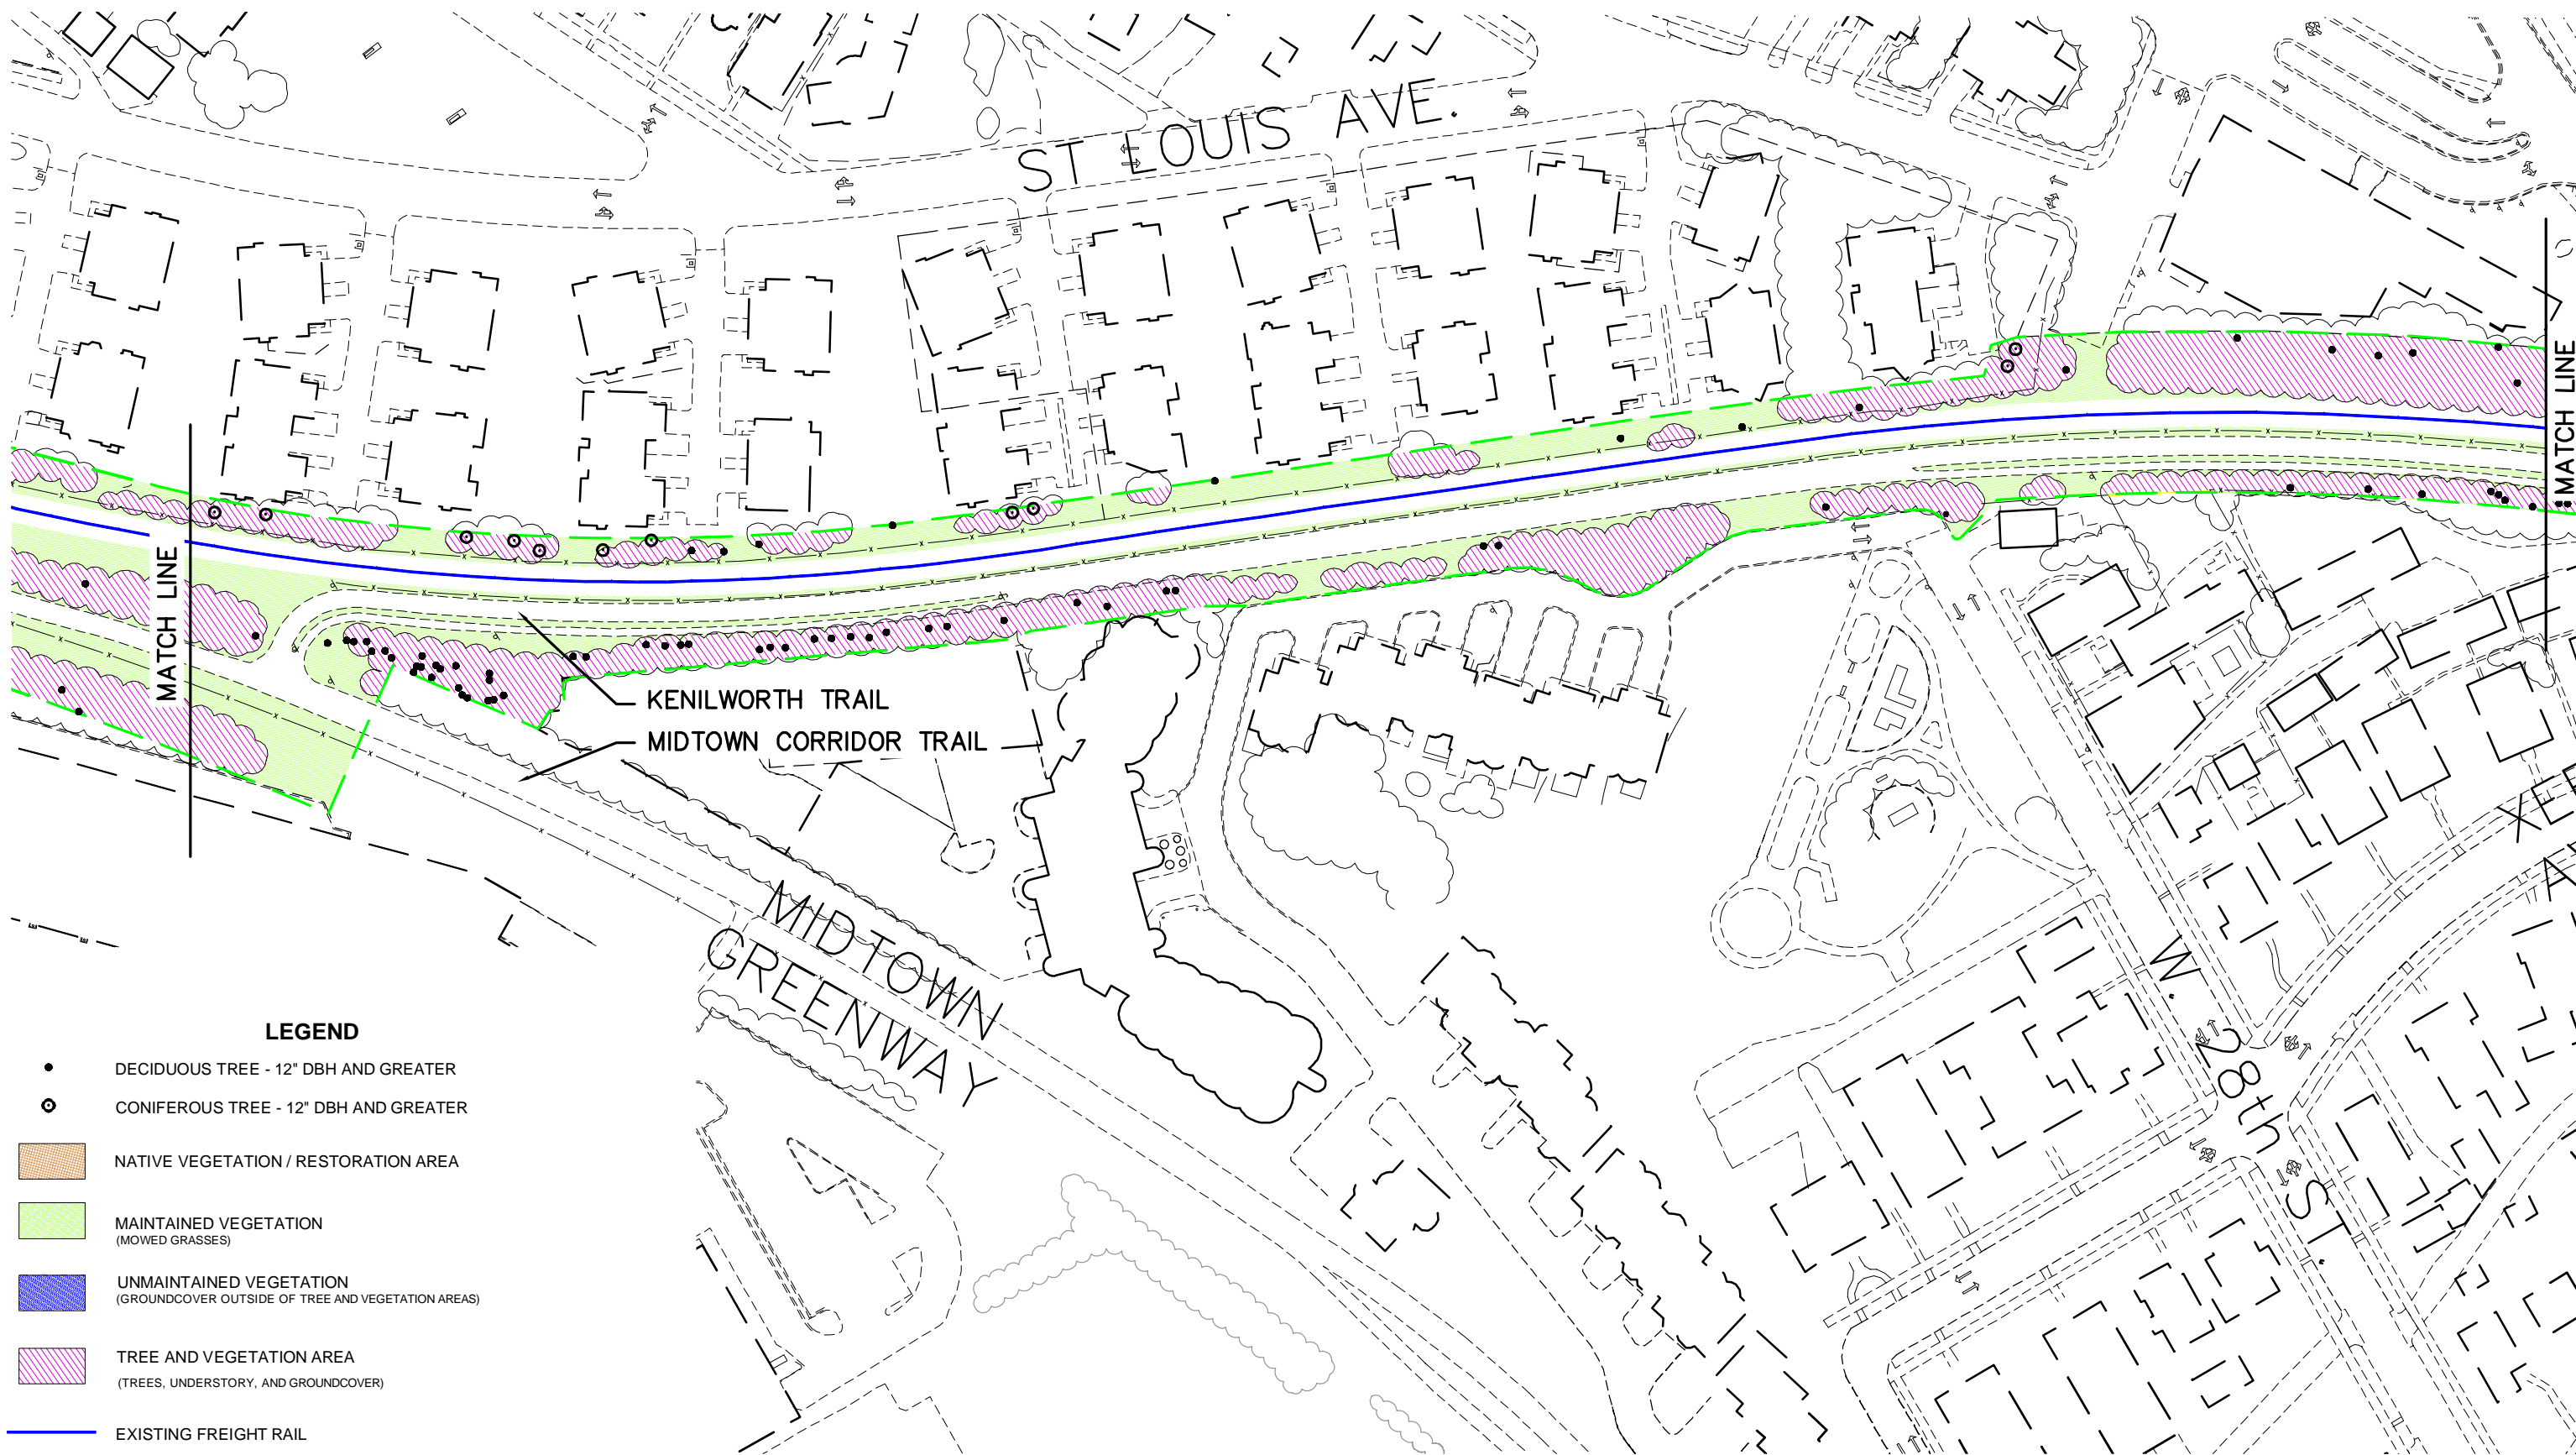 ST LOUIS AVE.
MATCH LINE
MATCH LINE
KENILWORTH TRAIL
MIDTOWN CORRIDOR TRAIL
MIDTOWN
GREENWAY
W. 28th St.
LEGEND
DECIDUOUS TREE - 12" DBH AND GREATER
CONIFEROUS TREE - 12" DBH AND GREATER
NATIVE VEGETATION / RESTORATION AREA
MAINTAINED VEGETATION
(MOWED GRASSES)
UNMAINTAINED VEGETATION
(GROUNDCOVER OUTSIDE OF TREE AND VEGETATION AREAS)
TREE AND VEGETATION AREA
(TREES, UNDERSTORY, AND GROUNDCOVER)
EXISTING FREIGHT RAIL